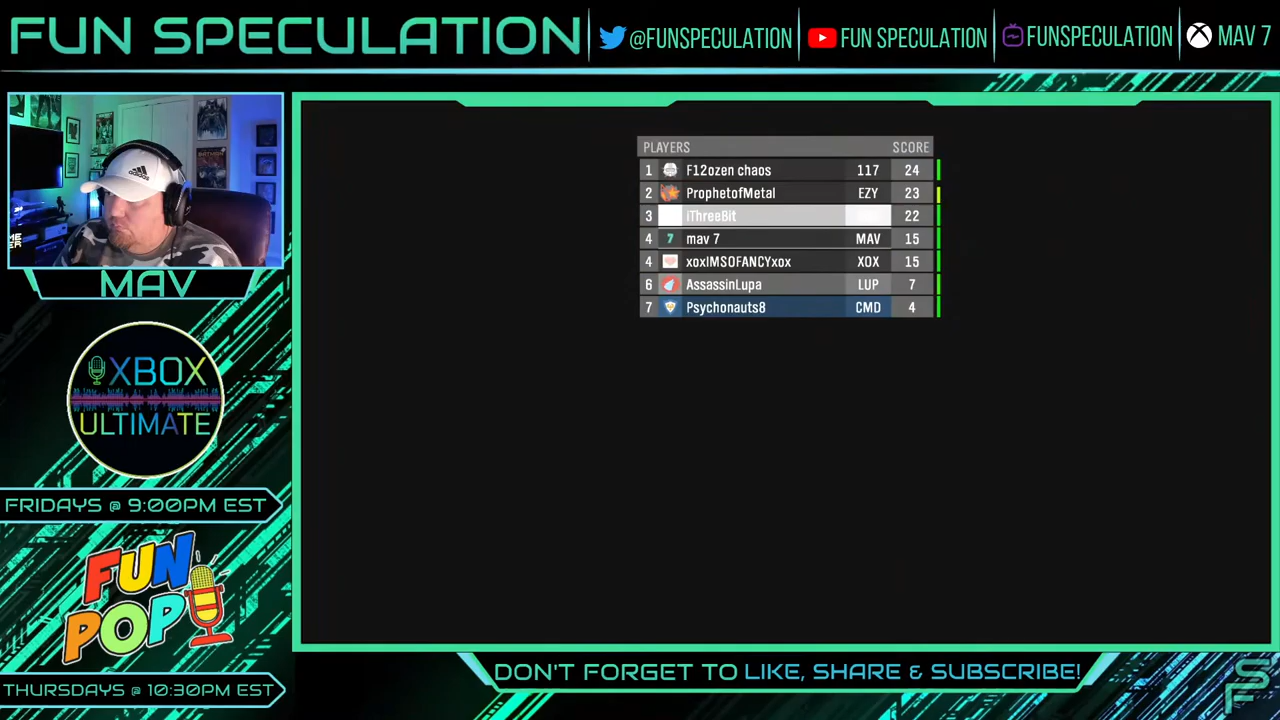 FUN SPECULATION
@FUNSPECULATION
FUN SPECULATION
FUNSPECULATION
MAV 7
PLAYERS SCORE
1 F12ozen chaos 117 24
2 ProphetofMetal EZY 23
3 iThreeBit 22
4 7 mav 7 MAV 15
4 xoxIMSOFANCYxox XOX 15
6 AssassinLupa LUP 7
7 Psychonauts8 CMD 4
MAV
XBOX
ULTIMATE
FRIDAYS @ 9:00PM EST
FUN
POP
THURSDAYS @ 10:30PM EST
DON'T FORGET TO LIKE, SHARE & SUBSCRIBE!
SF